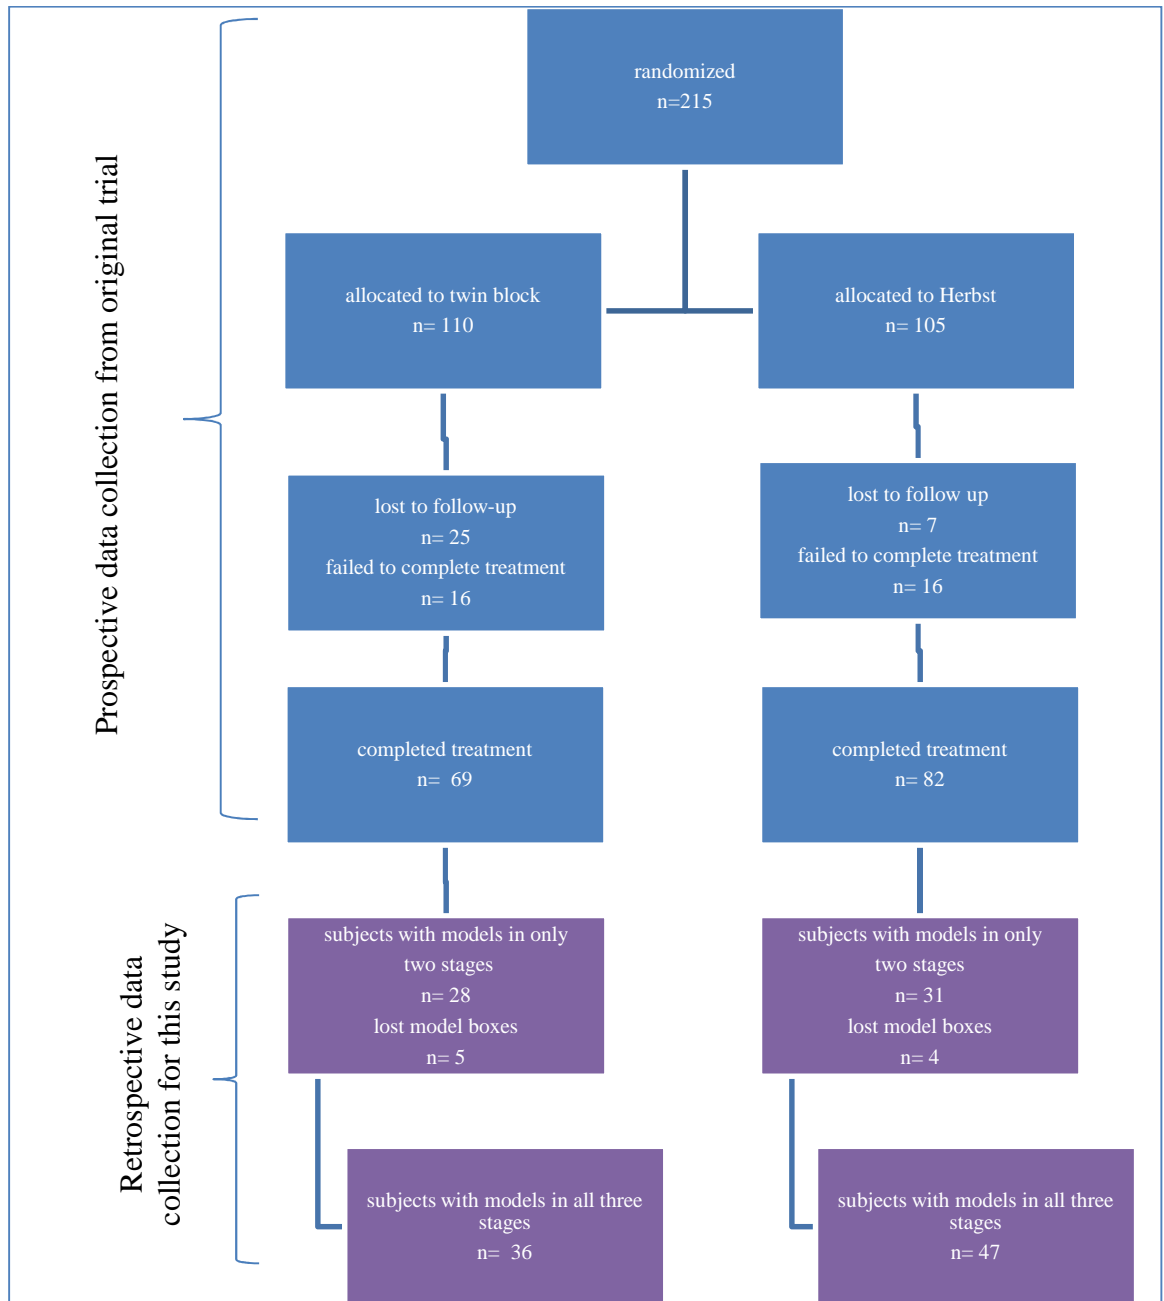 Prospective data collection from original trial
randomized
n=215
allocated to twin block
n= 110
allocated to Herbst
n= 105
lost to follow-up
n= 25
failed to complete treatment
n= 16
lost to follow up
n= 7
failed to complete treatment
n= 16
completed treatment
n= 69
completed treatment
n= 82
Retrospective data
collection for this study
subjects with models in only
two stages
n= 28
lost model boxes
n= 5
subjects with models in only
two stages
n= 31
lost model boxes
n= 4
subjects with models in all three
stages
n= 36
subjects with models in all three
stages
n= 47